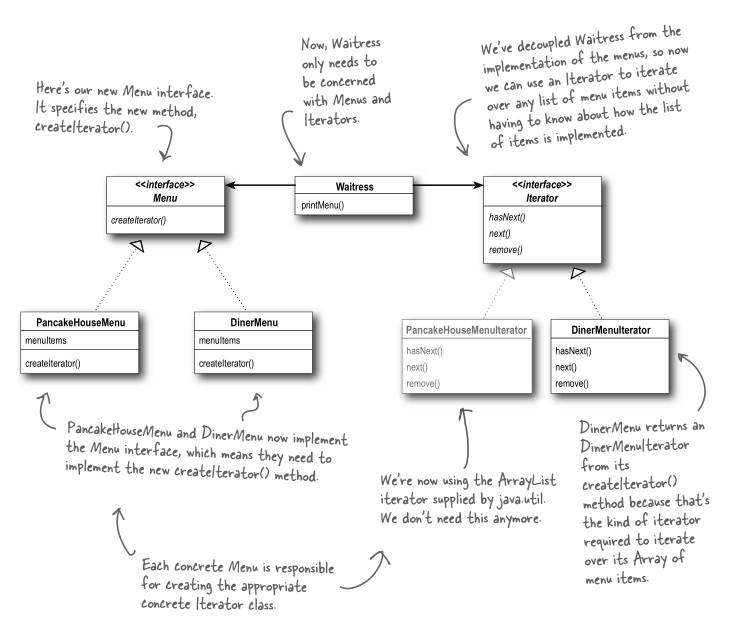 Here's our new Menu interface.
It specifies the new method,
createIterator().
Now, Waitress
only needs to
be concerned
with Menus and
Iterators.
We've decoupled Waitress from the
implementation of the menus, so now
we can use an Iterator to iterate
over any list of menu items without
having to know about how the list
of items is implemented.
<<interface>>
Menu
createIterator()
Waitress
printMenu()
<<interface>>
Iterator
hasNext()
next()
remove()
PancakeHouseMenu
menuItems
createIterator()
DinerMenu
menuItems
createIterator()
PancakeHouseMenuIterator
hasNext()
next()
remove()
DinerMenuIterator
hasNext()
next()
remove()
PancakeHouseMenu and DinerMenu now implement
the Menu interface, which means they need to
implement the new createIterator() method.
We're now using the ArrayList
iterator supplied by java.util.
We don't need this anymore.
DinerMenu returns an
DinerMenuIterator
from its
createIterator()
method because that's
the kind of iterator
required to iterate
over its Array of
menu items.
Each concrete Menu is responsible
for creating the appropriate
concrete Iterator class.